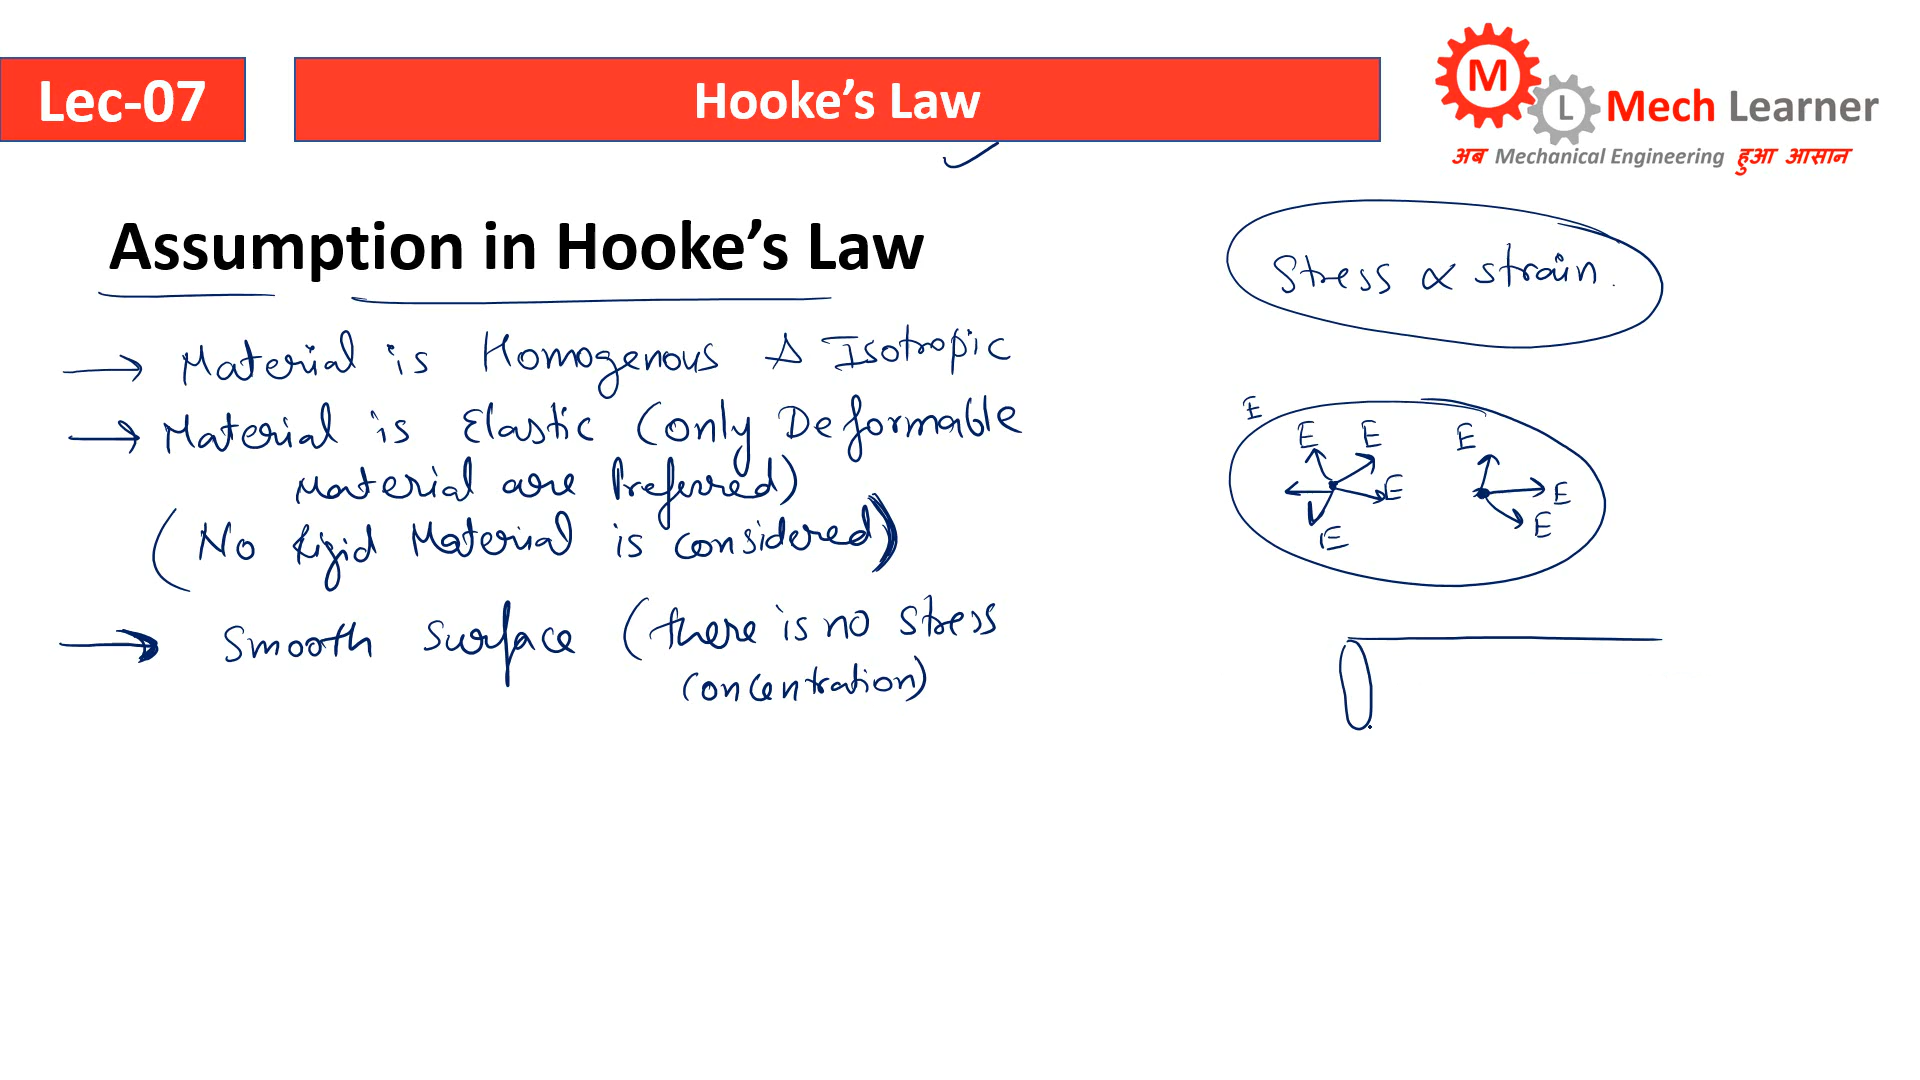 Lec-07
Hooke's Law
M
L
Mech Learner
अब Mechanical Engineering हुआ आसान
Assumption in Hooke's Law
Stress ∝ strain.
→ Material is Homogenous & Isotropic
→ Material is Elastic (only Deformable
Material are Preferred)
(No Rigid Material is considered)
→ Smooth Surface (there is no stress
concentration)
E
E E E
E E
E E